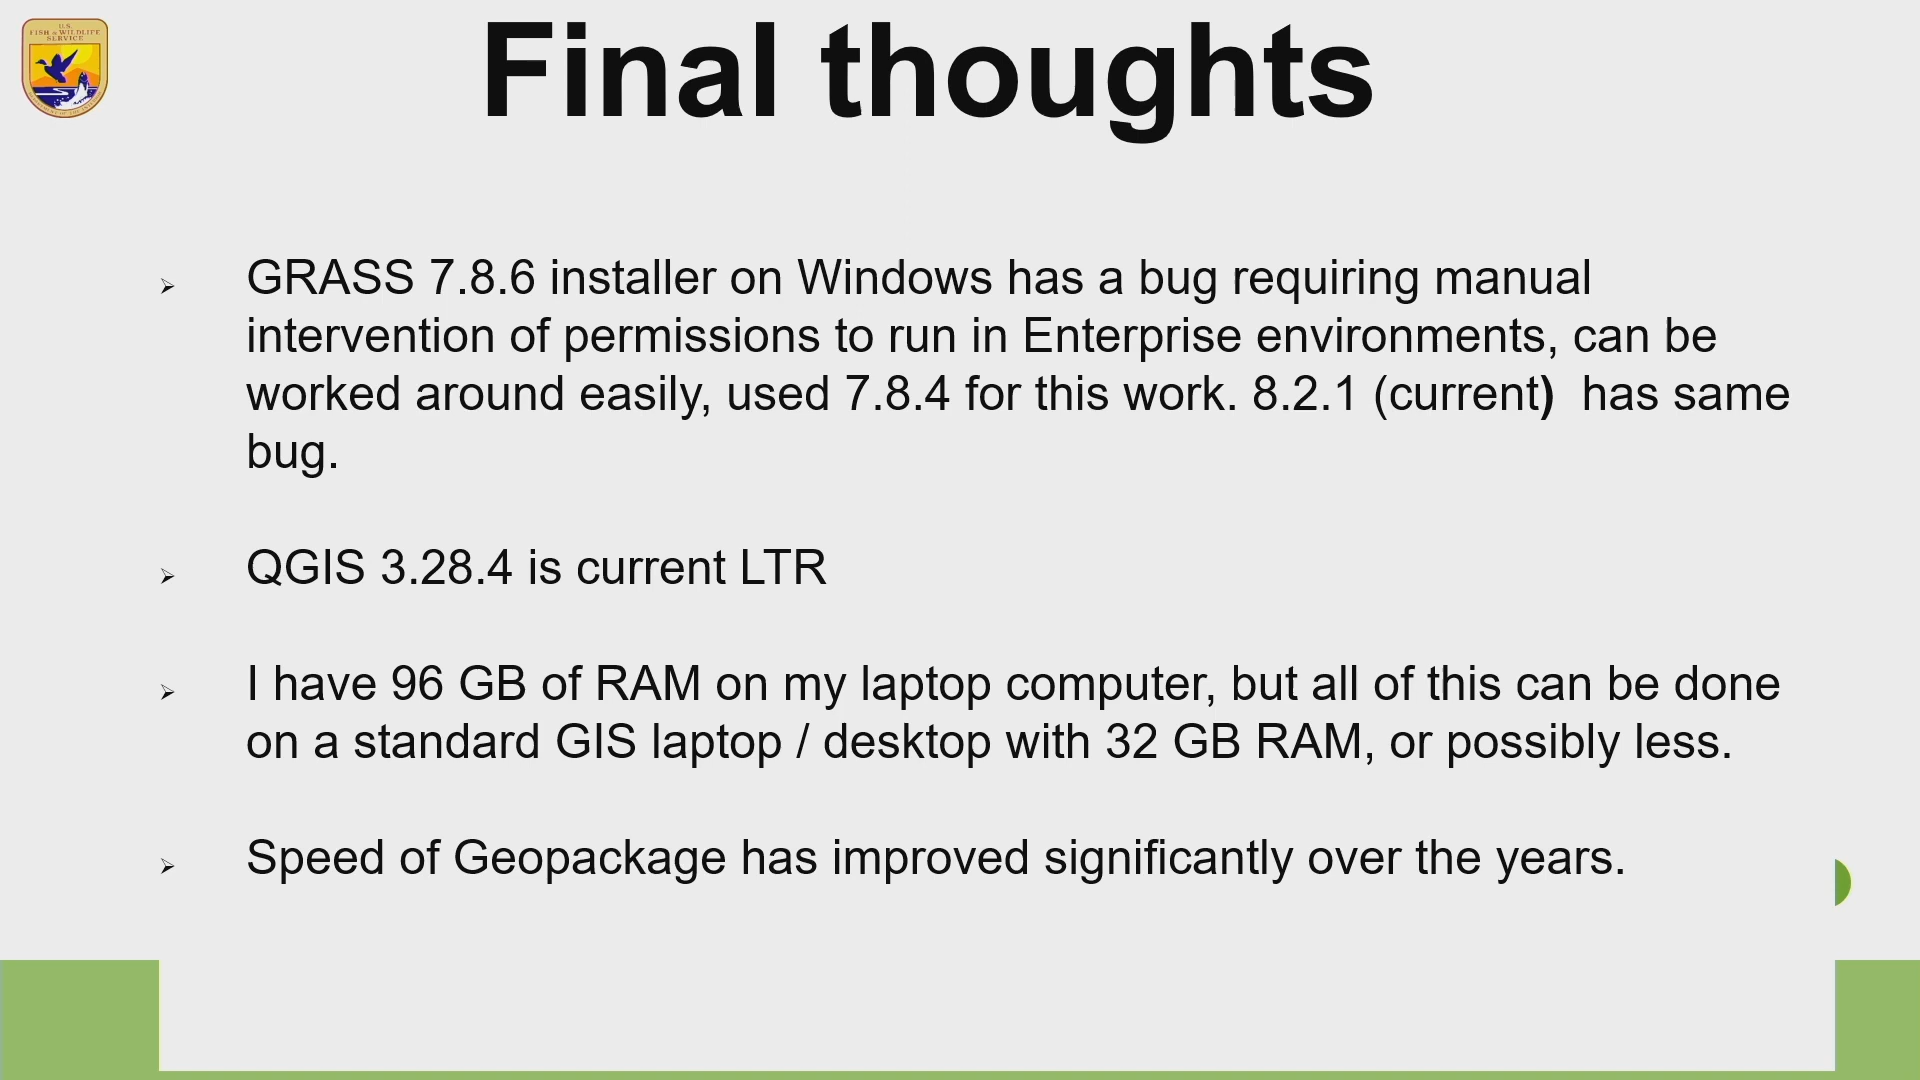 U.S.
FISH & WILDLIFE
SERVICE
Final thoughts
GRASS 7.8.6 installer on Windows has a bug requiring manual
intervention of permissions to run in Enterprise environments, can be
worked around easily, used 7.8.4 for this work. 8.2.1 (current)  has same
bug.
QGIS 3.28.4 is current LTR
I have 96 GB of RAM on my laptop computer, but all of this can be done
on a standard GIS laptop / desktop with 32 GB RAM, or possibly less.
Speed of Geopackage has improved significantly over the years.